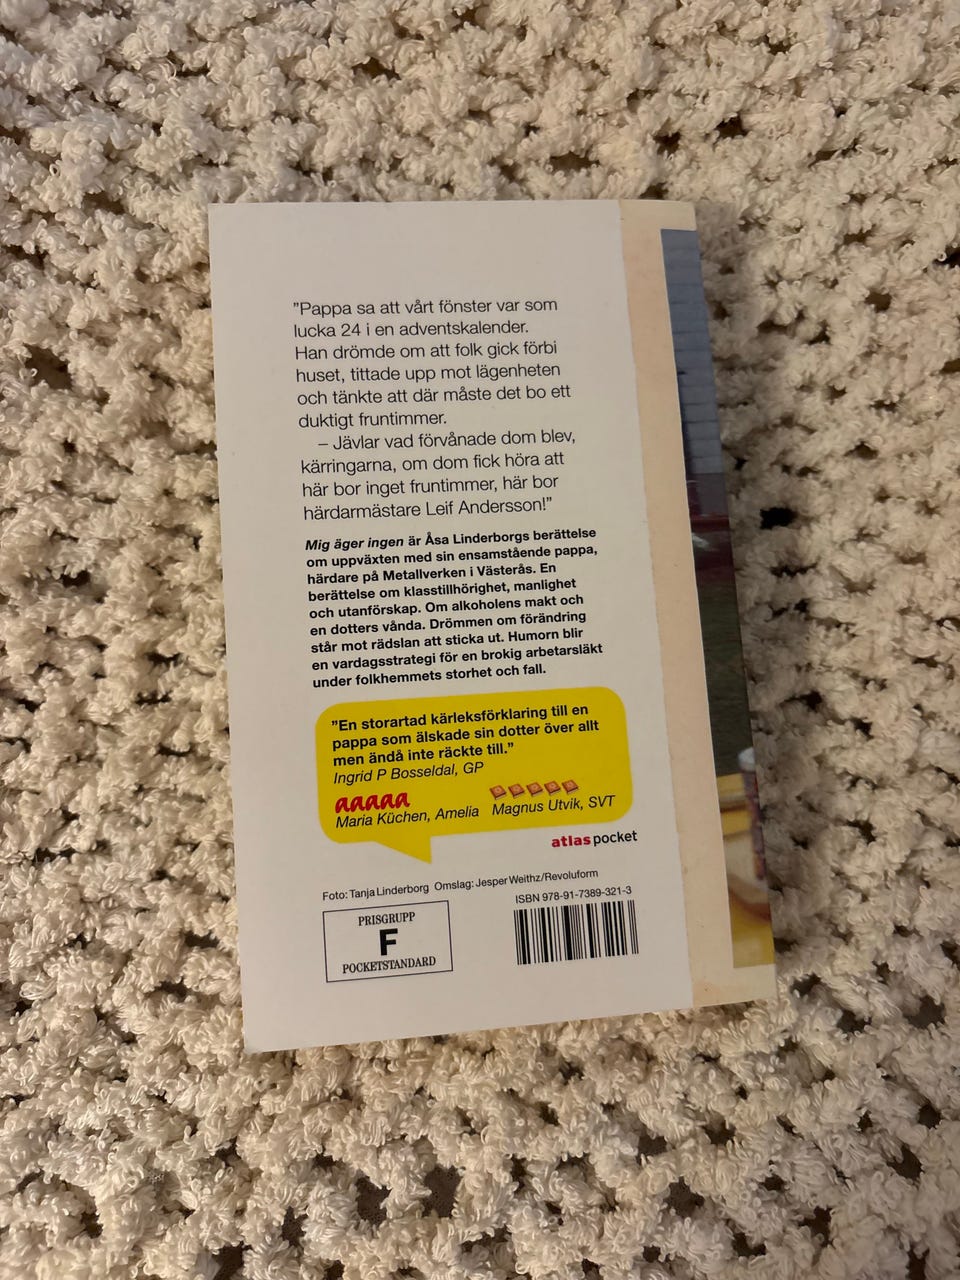 ”Pappa sa att vårt fönster var som
lucka 24 i en adventskalender.
Han drömde om att folk gick förbi
huset, tittade upp mot lägenheten
och tänkte att där måste det bo ett
duktigt fruntimmer.
– Jävlar vad förvånade dom blev,
kärringarna, om dom fick höra att
här bor inget fruntimmer, här bor
härdarmästare Leif Andersson!”
Mig äger ingen är Åsa Linderborgs berättelse
om uppväxten med sin ensamstående pappa,
härdare på Metallverken i Västerås. En
berättelse om klasstillhörighet, manlighet
och utanförskap. Om alkoholens makt och
en dotters vånda. Drömmen om förändring
står mot rädslan att sticka ut. Humorn blir
en vardagsstrategi för en brokig arbetarsläkt
under folkhemmets storhet och fall.
”En storartad kärleksförklaring till en
pappa som älskade sin dotter över allt
men ändå inte räckte till.”
Ingrid P Bosseldal, GP
aaaaa
Maria Küchen, Amelia Magnus Utvik, SVT
atlas pocket
Foto: Tanja Linderborg Omslag: Jesper Weithz/Revoluform
ISBN 978-91-7389-321-3
PRISGRUPP
F
POCKETSTANDARD